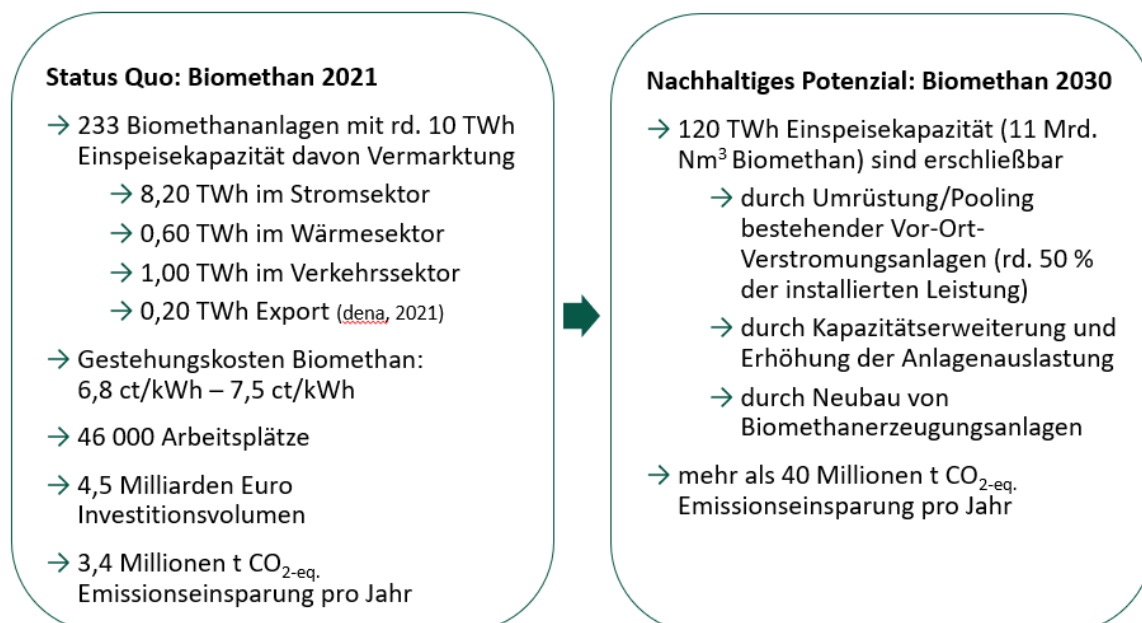 Status Quo: Biomethan 2021
→ 233 Biomethananlagen mit rd. 10 TWh
Einspeisekapazität davon Vermarktung
→ 8,20 TWh im Stromsektor
→ 0,60 TWh im Wärmesektor
→ 1,00 TWh im Verkehrssektor
→ 0,20 TWh Export (dena, 2021)
→ Gestehungskosten Biomethan:
6,8 ct/kWh – 7,5 ct/kWh
→ 46 000 Arbeitsplätze
→ 4,5 Milliarden Euro
Investitionsvolumen
→ 3,4 Millionen t CO₂-eq.
Emissionseinsparung pro Jahr
Nachhaltiges Potenzial: Biomethan 2030
→ 120 TWh Einspeisekapazität (11 Mrd.
Nm³ Biomethan) sind erschließbar
→ durch Umrüstung/Pooling
bestehender Vor-Ort-
Verstromungsanlagen (rd. 50 %
der installierten Leistung)
→ durch Kapazitätserweiterung und
Erhöhung der Anlagenauslastung
→ durch Neubau von
Biomethanerzeugungsanlagen
→ mehr als 40 Millionen t CO₂-eq.
Emissionseinsparung pro Jahr